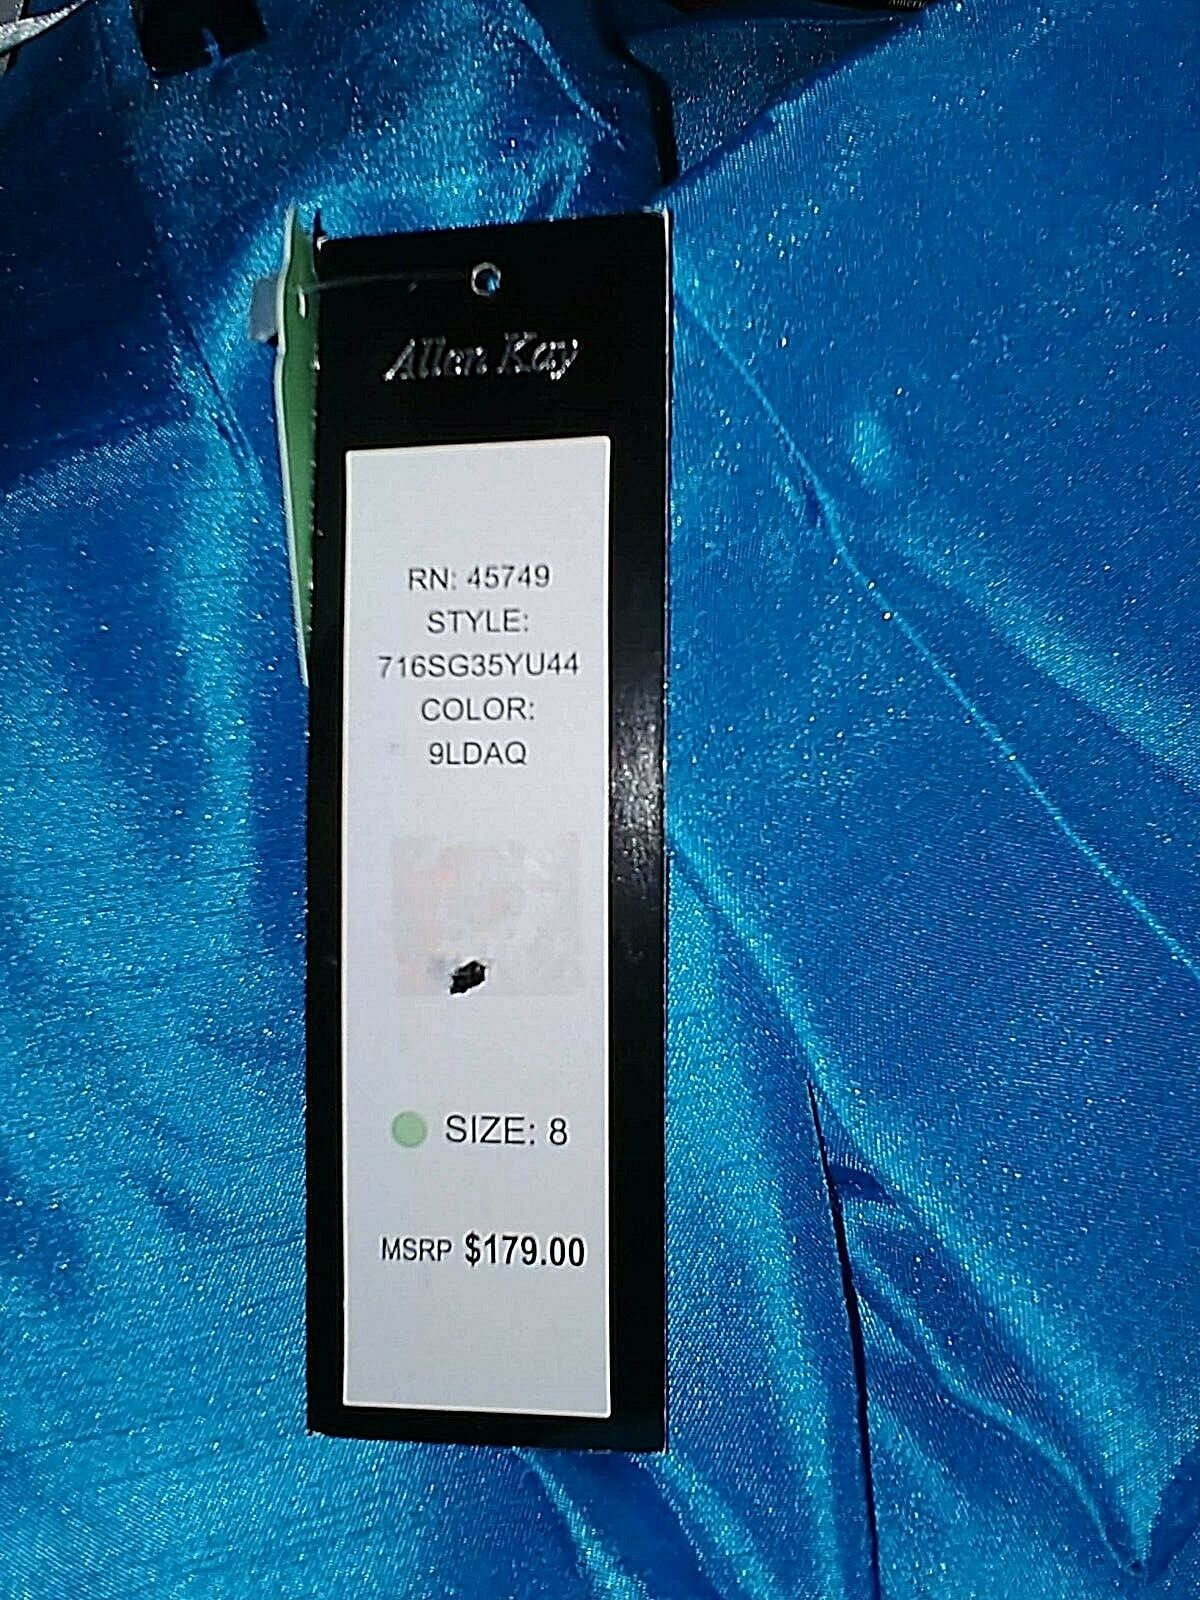 Allen Kay
RN: 45749
STYLE:
716SG35YU44
COLOR:
9LDAQ
SIZE: 8
MSRP $179.00